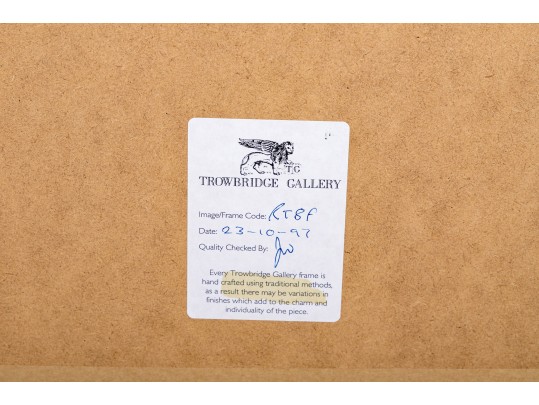 T|G
TROWBRIDGE GALLERY
Image/Frame Code: RTBF
Date: 23-10-97
Quality Checked By:
Every Trowbridge Gallery frame is
hand crafted using traditional methods,
as a result there may be variations in
finishes which add to the charm and
individuality of the piece.